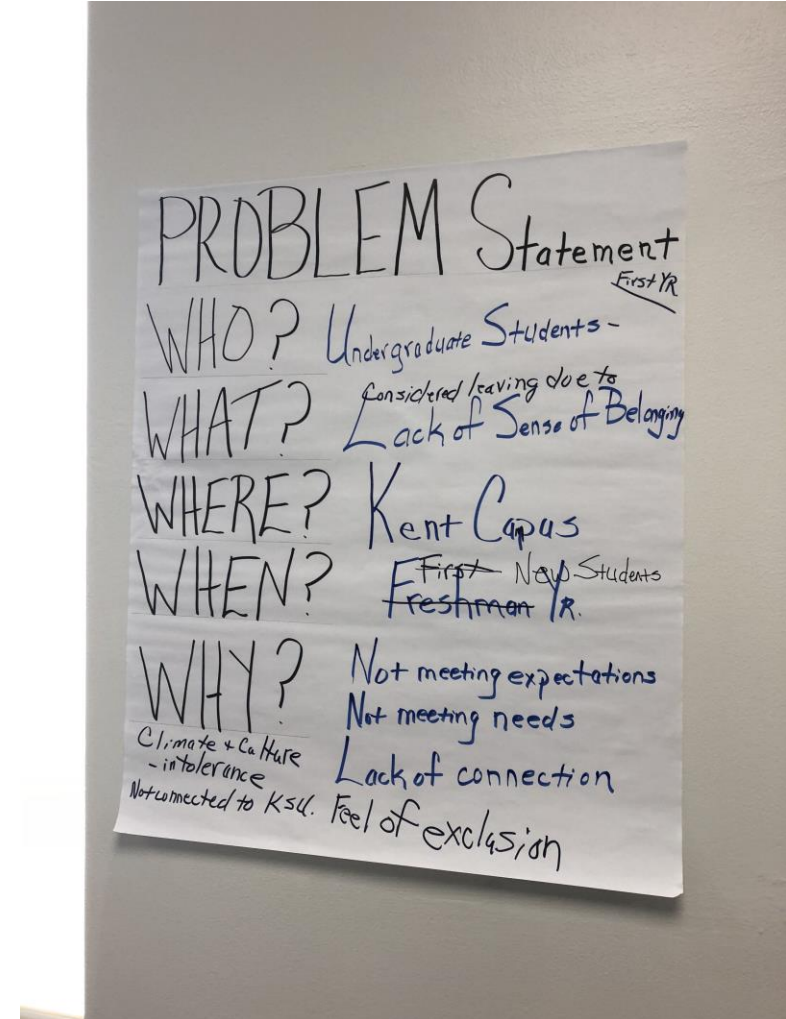 PROBLEM Statement
First YR
WHO? Undergraduate Students -
Considered leaving due to
WHAT? Lack of Sense of Belonging
WHERE? Kent Capus
First New Students
WHEN? Freshman YR.
WHY? Not meeting expectations
Not meeting needs
Climate + Culture
- intolerance
Lack of connection
Not connected to KSU.
Feel of exclusion